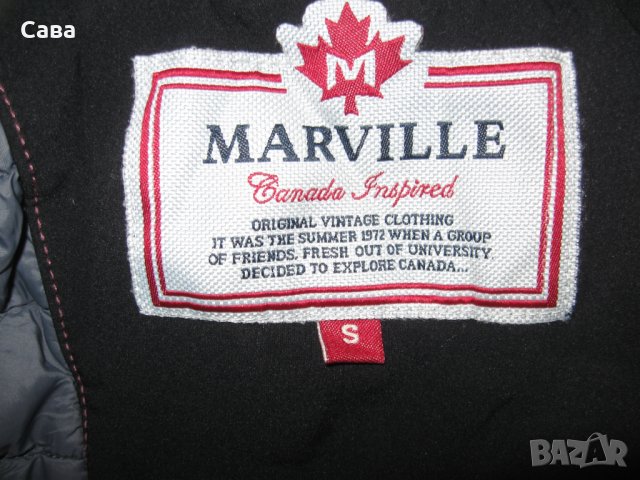 Сава
M
MARVILLE
Canada Inspired
ORIGINAL VINTAGE CLOTHING
IT WAS THE SUMMER 1972 WHEN A GROUP
OF FRIENDS, FRESH OUT OF UNIVERSITY
DECIDED TO EXPLORE CANADA...
S
BAZAR